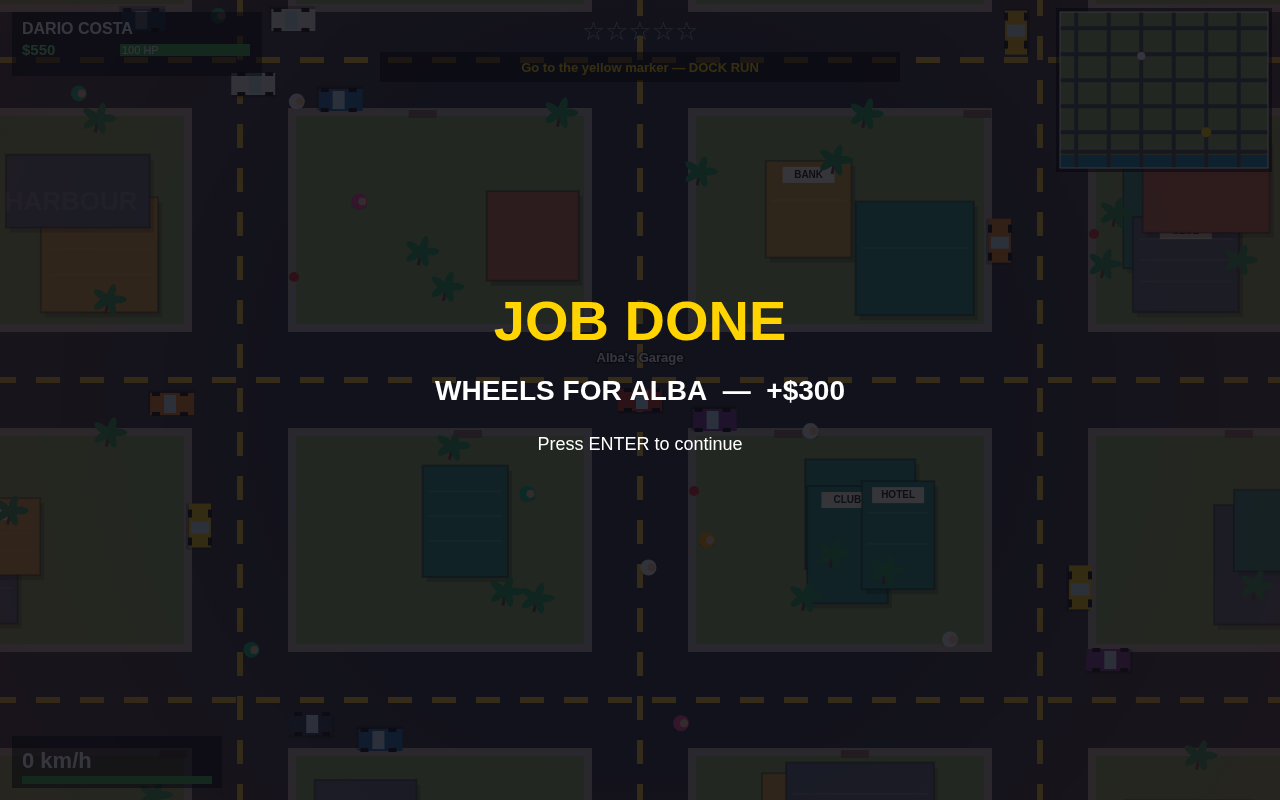 DARIO COSTA
$550
100 HP
☆☆☆☆☆
Go to the yellow marker — DOCK RUN
HARBOUR
BANK
JOB DONE
Alba's Garage
WHEELS FOR ALBA — +$300
Press ENTER to continue
CLUB
HOTEL
0 km/h